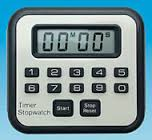 00M00S
1 2 3 4 5
6 7 8 9 0
Timer
Stopwatch
Start
Stop
Reset